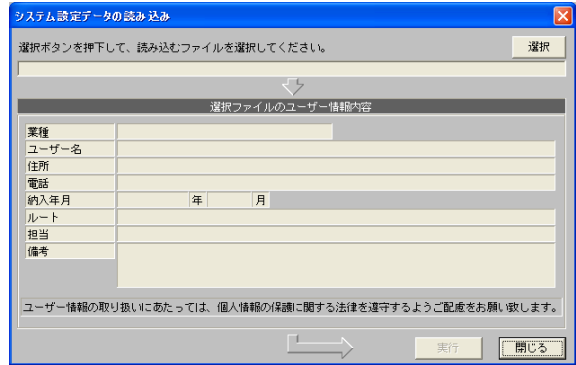 システム設定データの読み込み
選択ボタンを押下して、読み込むファイルを選択してください。
選択
選択ファイルのユーザー情報内容
業種
ユーザー名
住所
電話
納入年月 年 月
ルート
担当
備考
ユーザー情報の取り扱いにあたっては、個人情報の保護に関する法律を遵守するようご配慮をお願い致します。
実行 閉じる